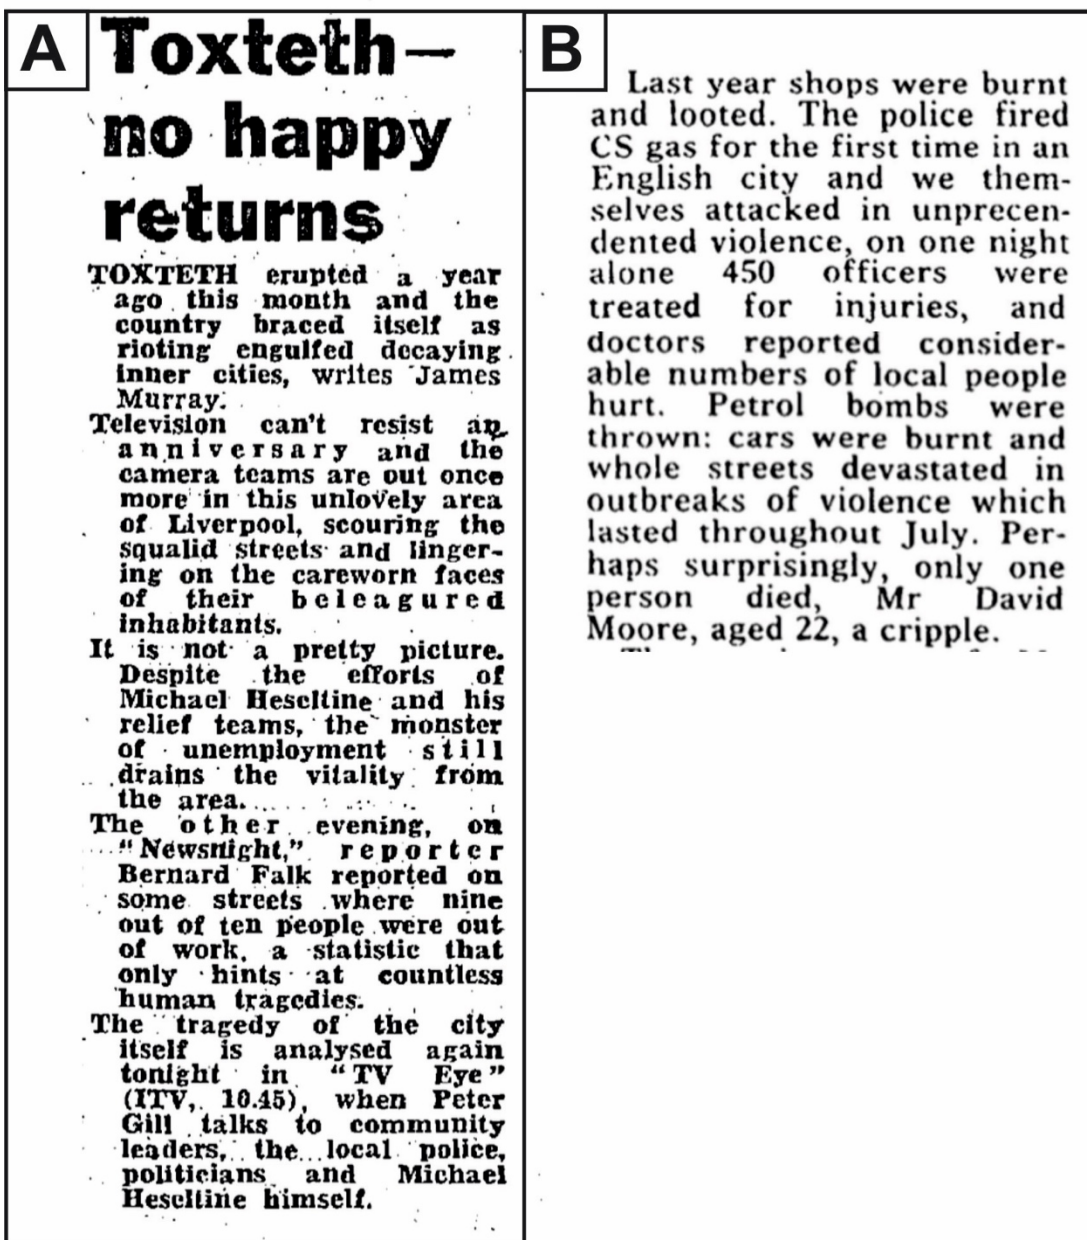 A
Toxteth—
no happy
returns
TOXTETH erupted a year
ago this month and the
country braced itself as
rioting engulfed decaying
inner cities, writes James
Murray.
Television can't resist an
anniversary and the
camera teams are out once
more in this unlovely area
of Liverpool, scouring the
squalid streets and linger-
ing on the careworn faces
of their beleagured
inhabitants.
It is not a pretty picture.
Despite the efforts of
Michael Heseltine and his
relief teams, the monster
of unemployment still
drains the vitality from
the area.
The other evening, on
"Newsnight," reporter
Bernard Falk reported on
some streets where nine
out of ten people were out
of work, a statistic that
only hints at countless
human tragedies.
The tragedy of the city
itself is analysed again
tonight in "TV Eye"
(ITV, 10.45), when Peter
Gill talks to community
leaders, the local police,
politicians and Michael
Heseltine himself.
B
Last year shops were burnt
and looted. The police fired
CS gas for the first time in an
English city and we them-
selves attacked in unprecen-
dented violence, on one night
alone 450 officers were
treated for injuries, and
doctors reported consider-
able numbers of local people
hurt. Petrol bombs were
thrown: cars were burnt and
whole streets devastated in
outbreaks of violence which
lasted throughout July. Per-
haps surprisingly, only one
person died, Mr David
Moore, aged 22, a cripple.